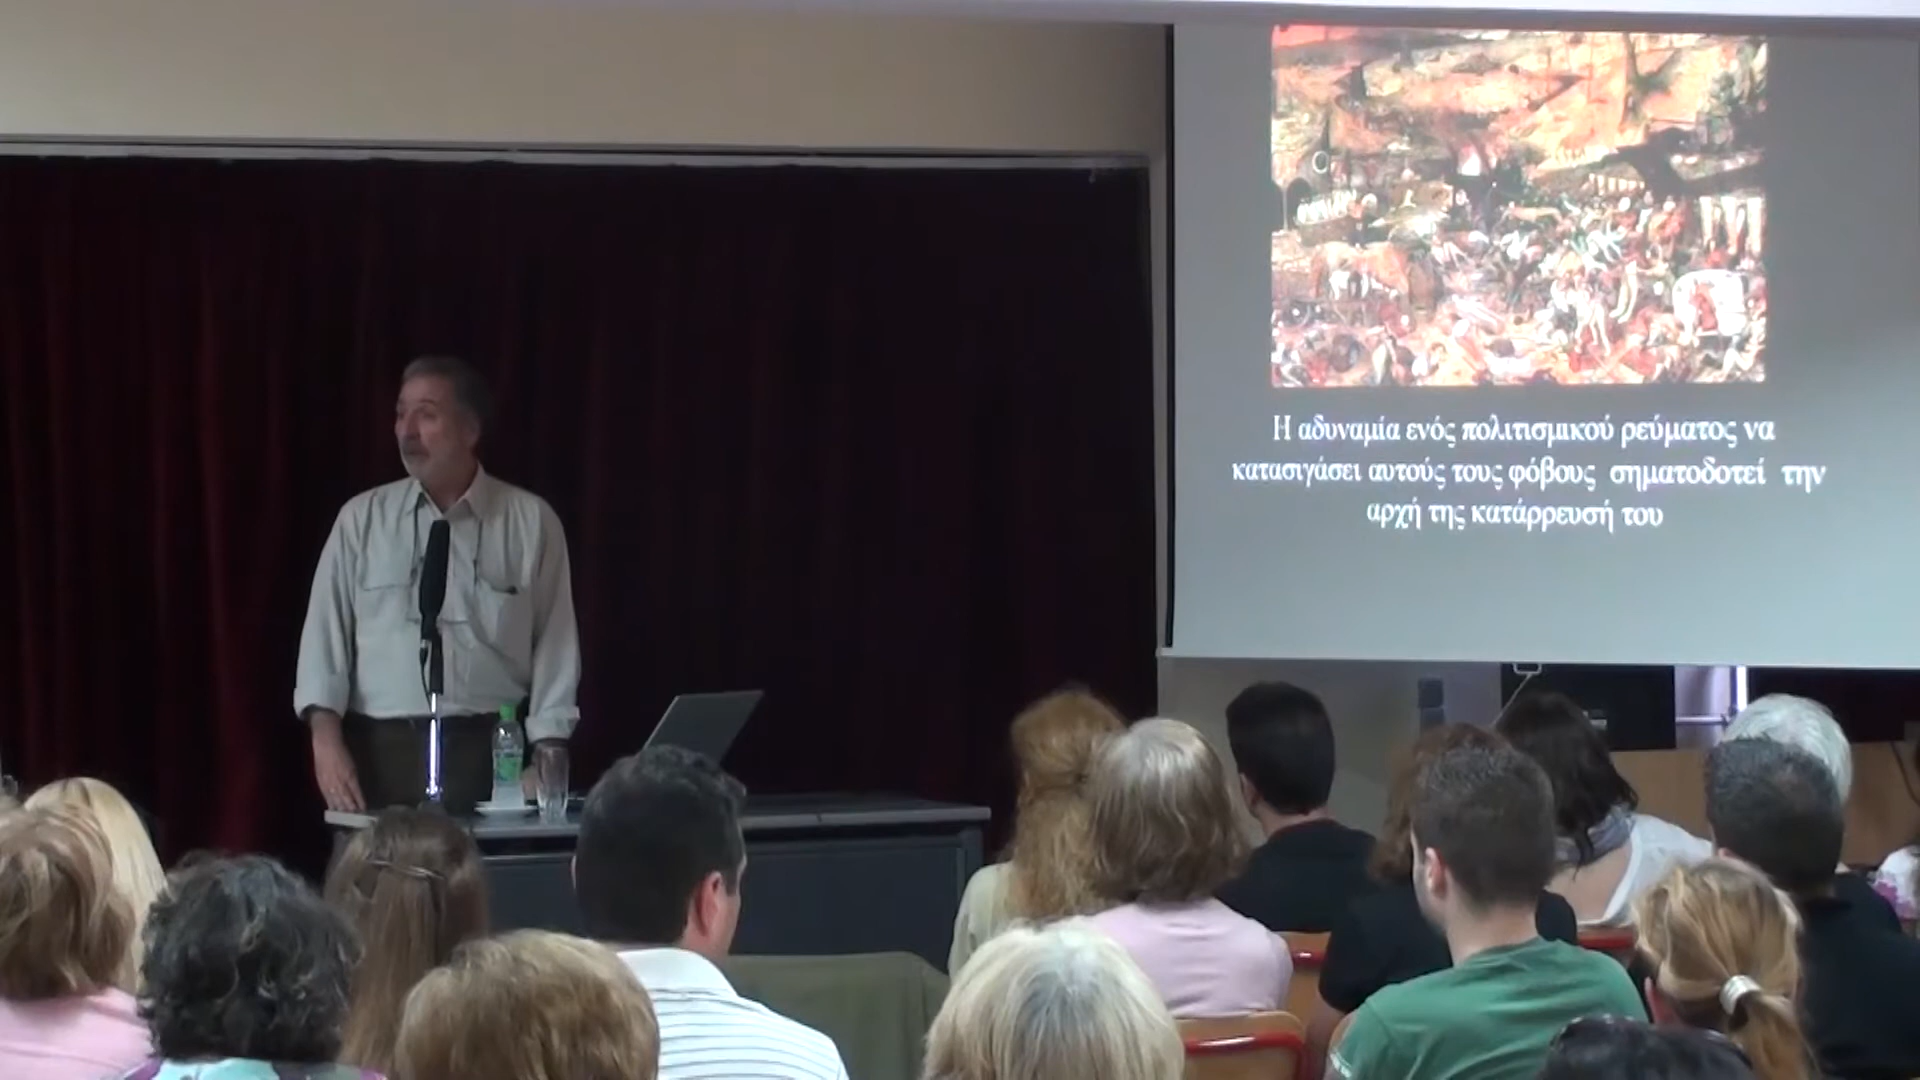 Η αδυναμία ενός πολιτισμικού ρεύματος να
κατασιγάσει αυτούς τους φόβους σηματοδοτεί την
αρχή της κατάρρευσή του